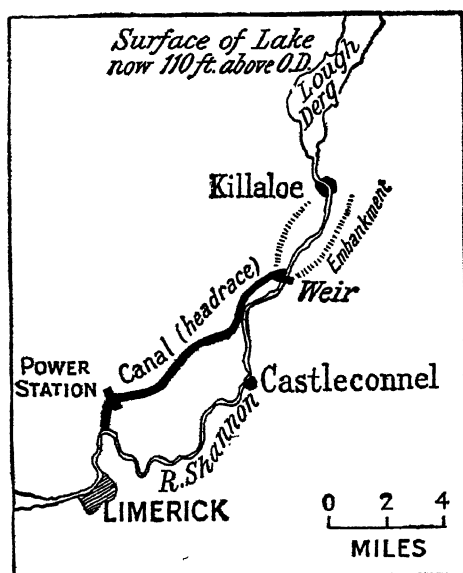 Surface of Lake
now 110 ft. above O.D.
Lough
Derg
Killaloe
Embankment
Weir
Canal (headrace)
POWER
STATION
Castleconnel
R. Shannon
LIMERICK
0 2 4
MILES